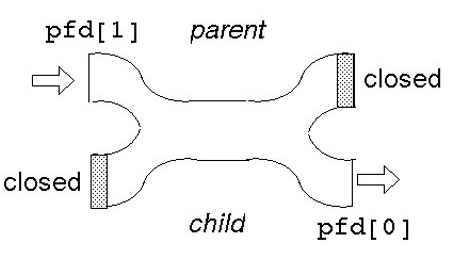 pfd[1]
parent
closed
closed
child
pfd[0]